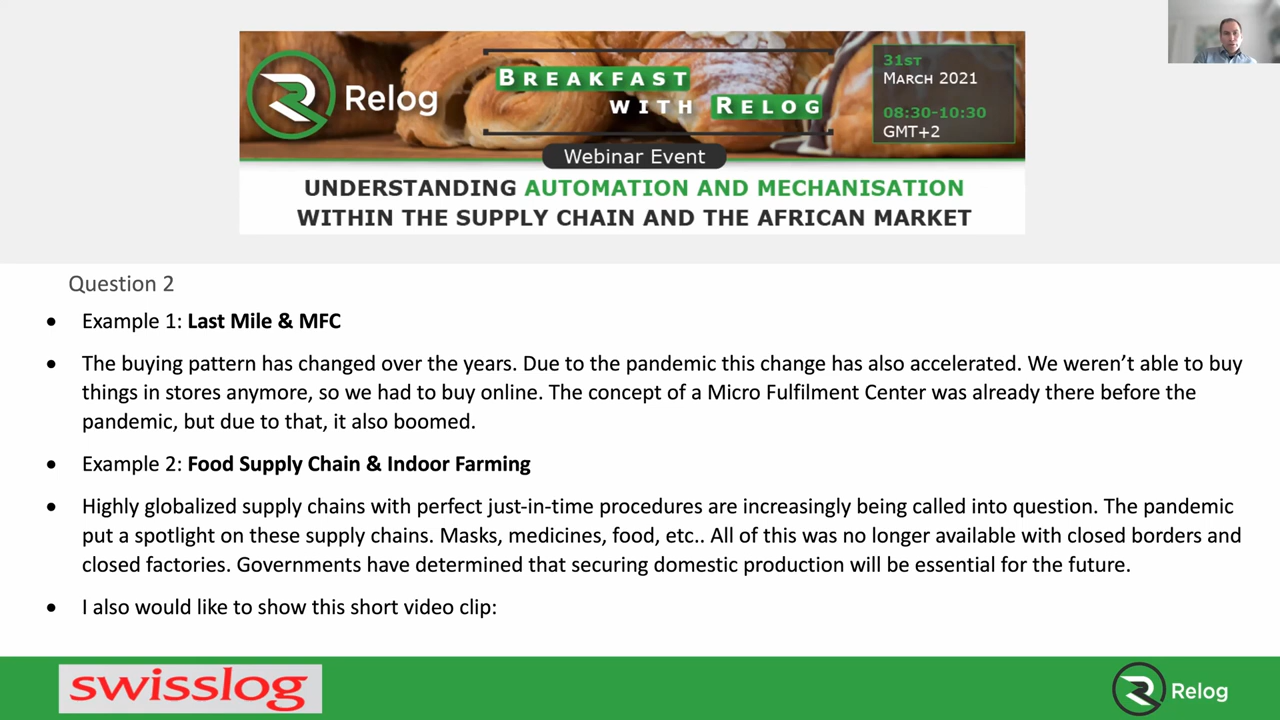 Relog
BREAKFAST
WITH RELOG
31ST
MARCH 2021
08:30-10:30
GMT+2
Webinar Event
UNDERSTANDING AUTOMATION AND MECHANISATION
WITHIN THE SUPPLY CHAIN AND THE AFRICAN MARKET
Question 2
• Example 1: Last Mile & MFC
• The buying pattern has changed over the years. Due to the pandemic this change has also accelerated. We weren’t able to buy
things in stores anymore, so we had to buy online. The concept of a Micro Fulfilment Center was already there before the
pandemic, but due to that, it also boomed.
• Example 2: Food Supply Chain & Indoor Farming
• Highly globalized supply chains with perfect just-in-time procedures are increasingly being called into question. The pandemic
put a spotlight on these supply chains. Masks, medicines, food, etc.. All of this was no longer available with closed borders and
closed factories. Governments have determined that securing domestic production will be essential for the future.
• I also would like to show this short video clip:
swisslog
Relog